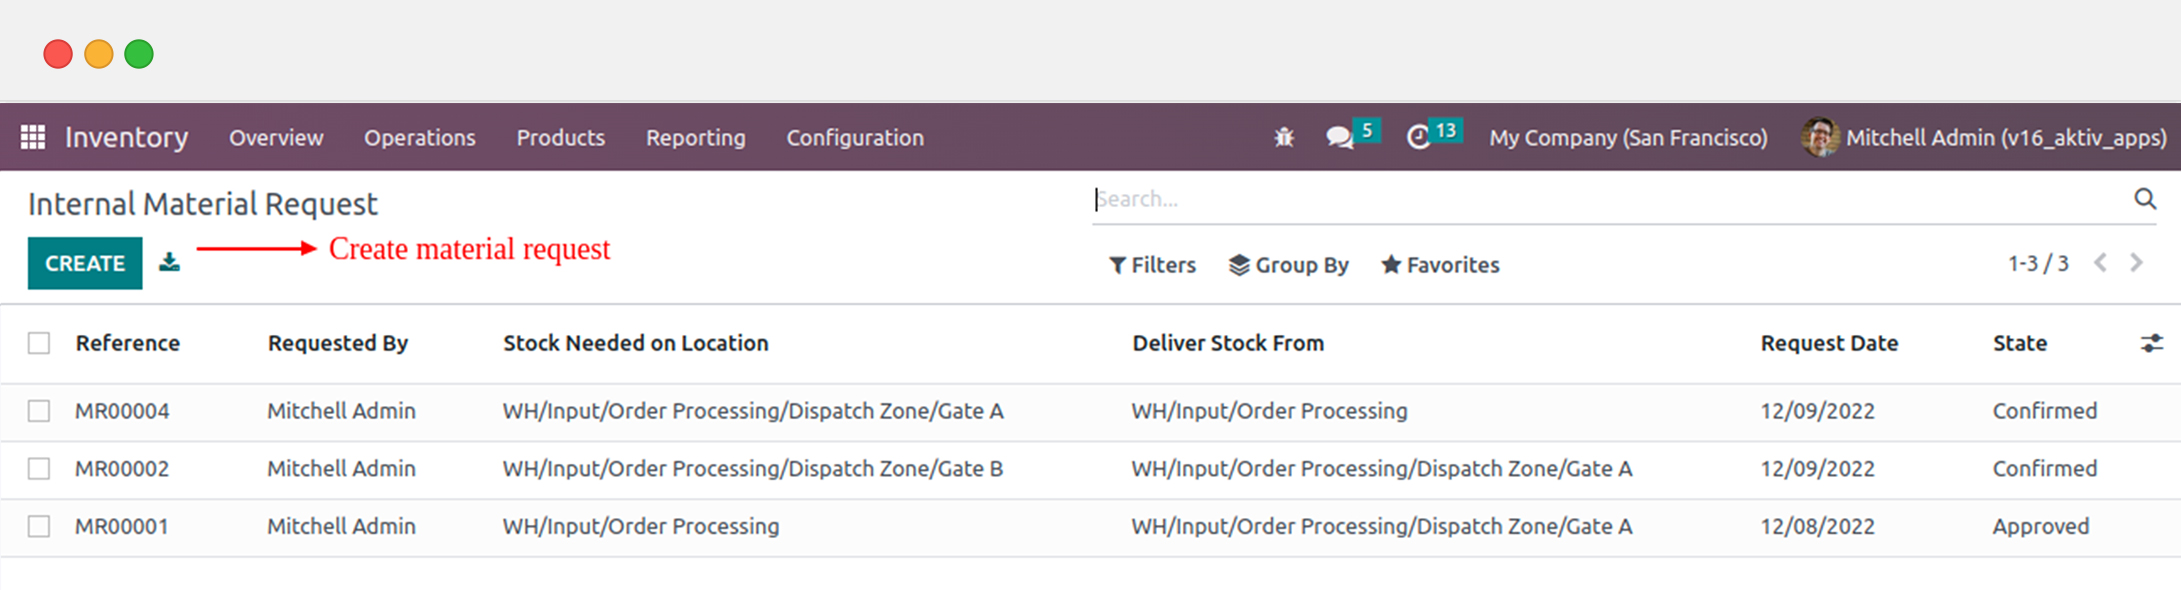 Inventory Overview Operations Products Reporting Configuration 5 13 My Company (San Francisco) Mitchell Admin (v16_aktiv_apps)
Internal Material Request Search...
CREATE Create material request Filters Group By Favorites 1-3 / 3
Reference Requested By Stock Needed on Location Deliver Stock From Request Date State
MR00004 Mitchell Admin WH/Input/Order Processing/Dispatch Zone/Gate A WH/Input/Order Processing 12/09/2022 Confirmed
MR00002 Mitchell Admin WH/Input/Order Processing/Dispatch Zone/Gate B WH/Input/Order Processing/Dispatch Zone/Gate A 12/09/2022 Confirmed
MR00001 Mitchell Admin WH/Input/Order Processing WH/Input/Order Processing/Dispatch Zone/Gate A 12/08/2022 Approved